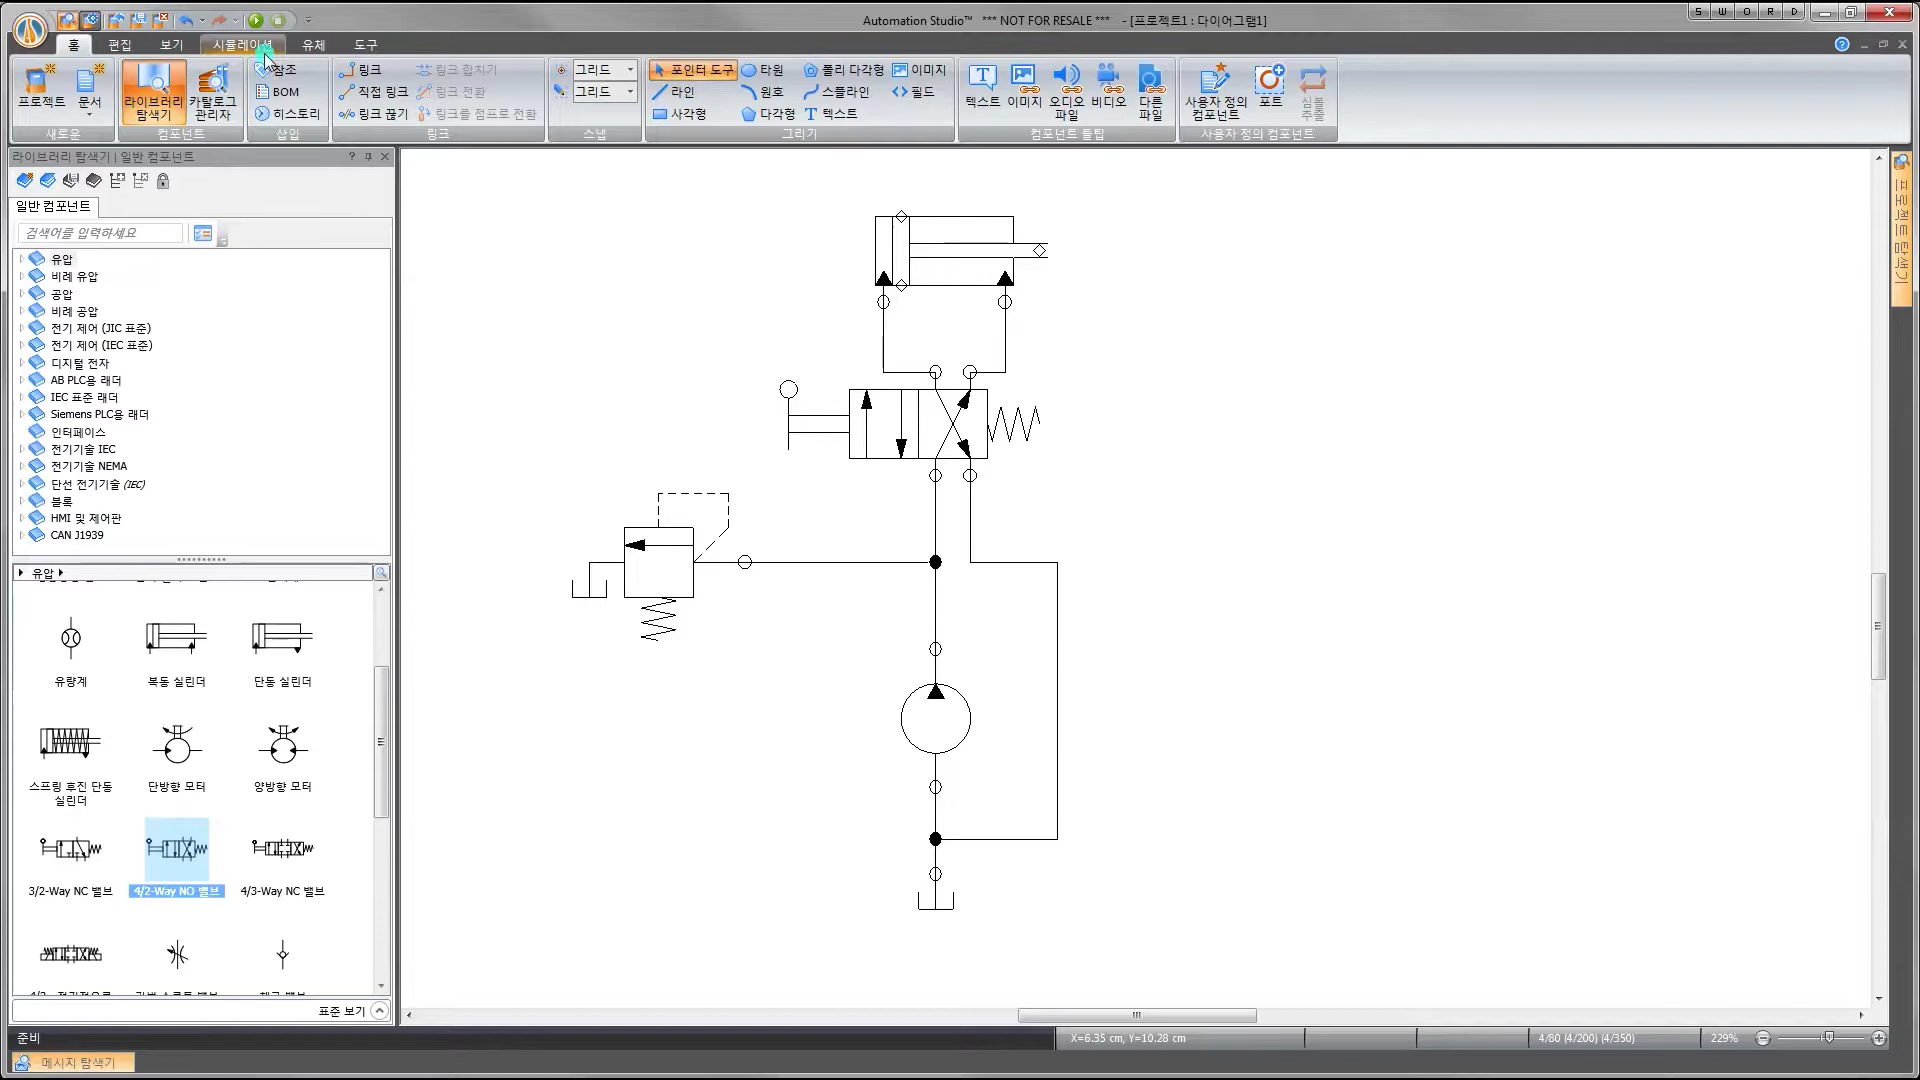 Automation Studio™ *** NOT FOR RESALE *** - [프로젝트1 : 다이어그램1]
S W O R D
홈 편집 보기 시뮬레이션 유체 도구
프로젝트 문서
새로운
라이브러리 탐색기
카탈로그 관리자
컴포넌트
참조
BOM
히스토리
삽입
링크 링크 합치기
직접 링크 링크 전환
링크 끊기 링크를 점프로 전환
링크
그리드
그리드
스냅
포인터 도구 타원 폴리 다각형 이미지
라인 원호 스플라인 필드
사각형 다각형 텍스트
그리기
텍스트 이미지 오디오 파일 비디오 다른 파일
컴포넌트 툴팁
사용자 정의 컴포넌트 포트 심볼 추출
사용자 정의 컴포넌트
라이브러리 탐색기 | 일반 컴포넌트
일반 컴포넌트
검색어를 입력하세요
유압
비례 유압
공압
비례 공압
전기 제어 (JIC 표준)
전기 제어 (IEC 표준)
디지털 전자
AB PLC용 래더
IEC 표준 래더
Siemens PLC용 래더
인터페이스
전기기술 IEC
전기기술 NEMA
단선 전기기술 (IEC)
블록
HMI 및 제어판
CAN J1939
유압
유량계 복동 실린더 단동 실린더
스프링 후진 단동 실린더 단방향 모터 양방향 모터
3/2-Way NC 밸브 4/2-Way NO 밸브 4/3-Way NC 밸브
표준 보기
프로젝트 탐색기
준비
X=6.35 cm, Y=10.28 cm
4/80 (4/200) (4/350)
229%
메시지 탐색기